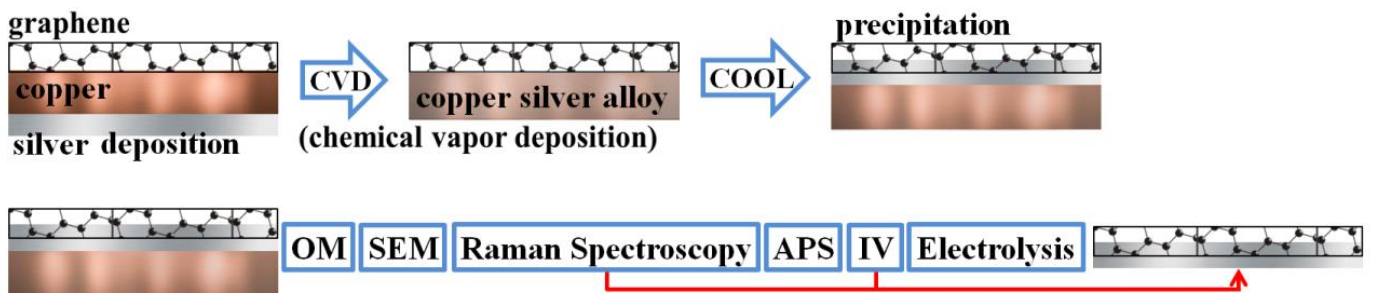 graphene
precipitation
CVD
COOL
copper
copper silver alloy
silver deposition
(chemical vapor deposition)
OM
SEM
Raman Spectroscopy
APS
IV
Electrolysis